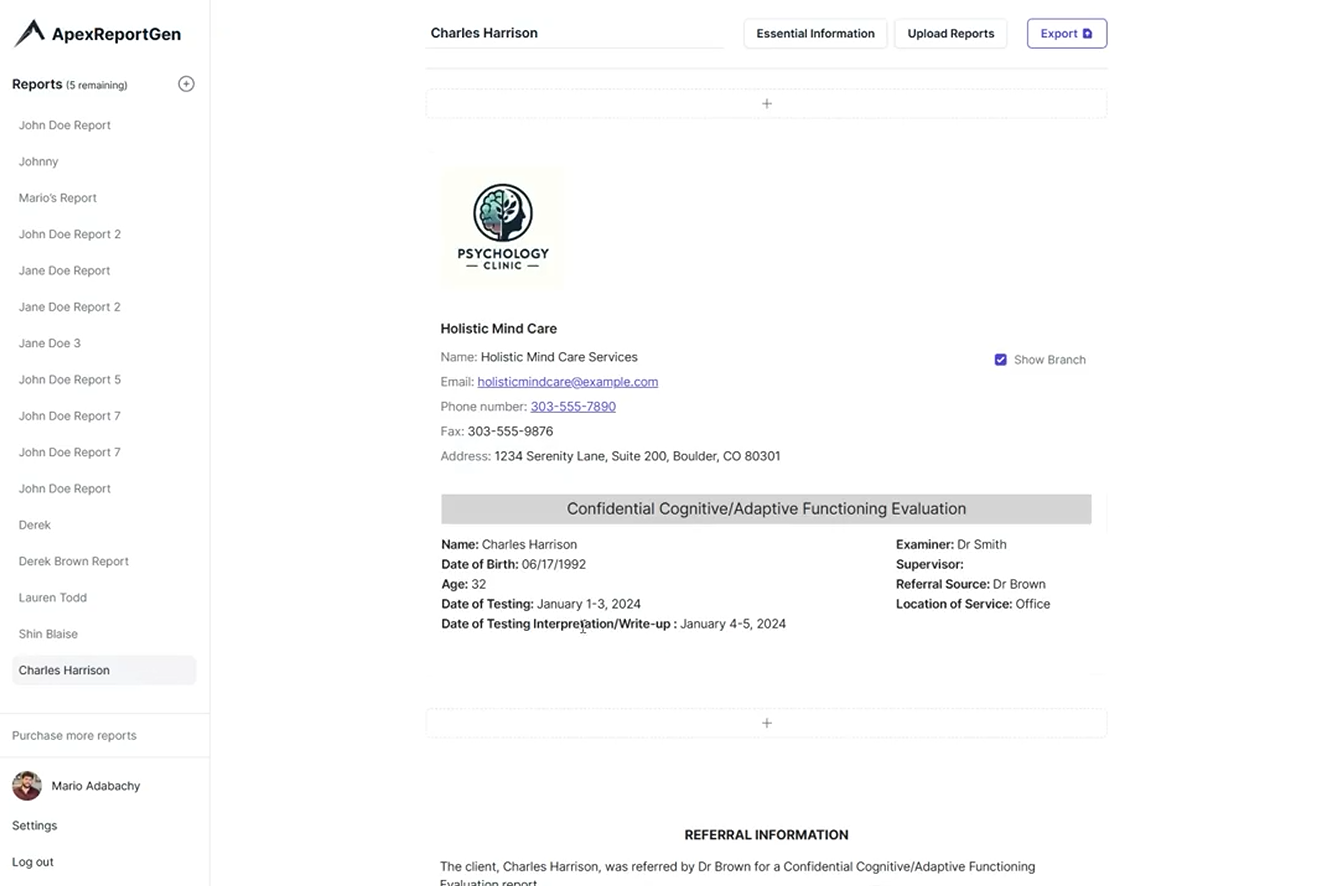 ApexReportGen
Reports (5 remaining)
John Doe Report
Johnny
Mario's Report
John Doe Report 2
Jane Doe Report
Jane Doe Report 2
Jane Doe 3
John Doe Report 5
John Doe Report 7
John Doe Report 7
John Doe Report
Derek
Derek Brown Report
Lauren Todd
Shin Blaise
Charles Harrison
Purchase more reports
Mario Adabachy
Settings
Log out
Charles Harrison
Essential Information
Upload Reports
Export
+
PSYCHOLOGY
— CLINIC —
Holistic Mind Care
Name: Holistic Mind Care Services
Show Branch
Email: holisticmindcare@example.com
Phone number: 303-555-7890
Fax: 303-555-9876
Address: 1234 Serenity Lane, Suite 200, Boulder, CO 80301
Confidential Cognitive/Adaptive Functioning Evaluation
Name: Charles Harrison
Date of Birth: 06/17/1992
Age: 32
Date of Testing: January 1-3, 2024
Date of Testing Interpretation/Write-up : January 4-5, 2024
Examiner: Dr Smith
Supervisor:
Referral Source: Dr Brown
Location of Service: Office
+
REFERRAL INFORMATION
The client, Charles Harrison, was referred by Dr Brown for a Confidential Cognitive/Adaptive Functioning
Evaluation report.